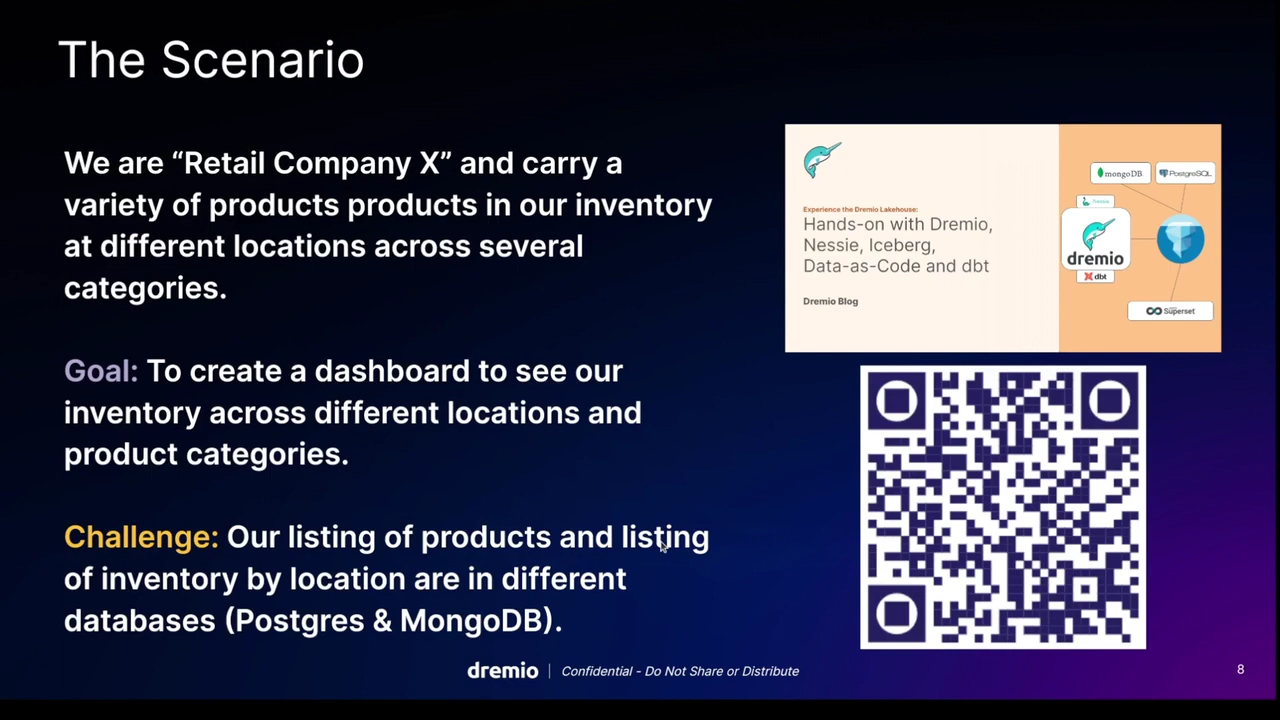 The Scenario
We are “Retail Company X” and carry a
variety of products products in our inventory
at different locations across several
categories.
Goal: To create a dashboard to see our
inventory across different locations and
product categories.
Challenge: Our listing of products and listing
of inventory by location are in different
databases (Postgres & MongoDB).
Experience the Dremio Lakehouse:
Hands-on with Dremio,
Nessie, Iceberg,
Data-as-Code and dbt
Dremio Blog
mongoDB.
PostgreSQL
dremio
dbt
Superset
dremio | Confidential - Do Not Share or Distribute
8